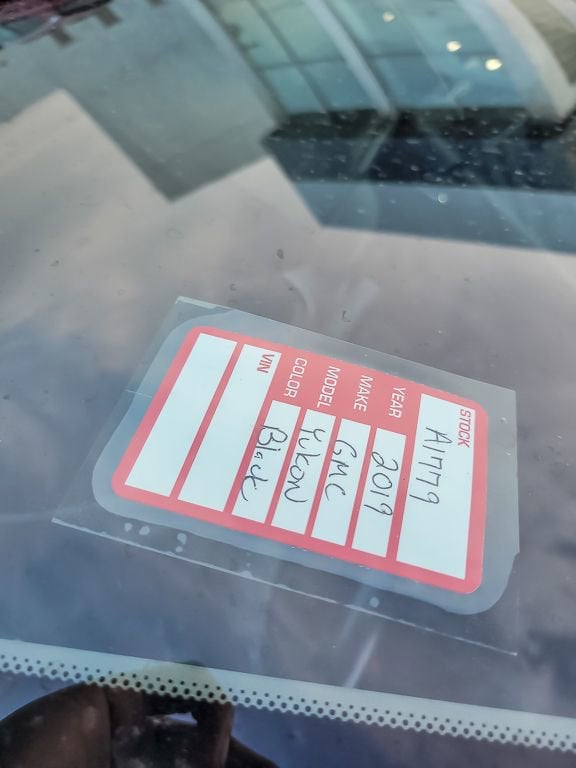 STOCK A1779
YEAR 2019
MAKE GMC
MODEL Yukon
COLOR Black
VIN